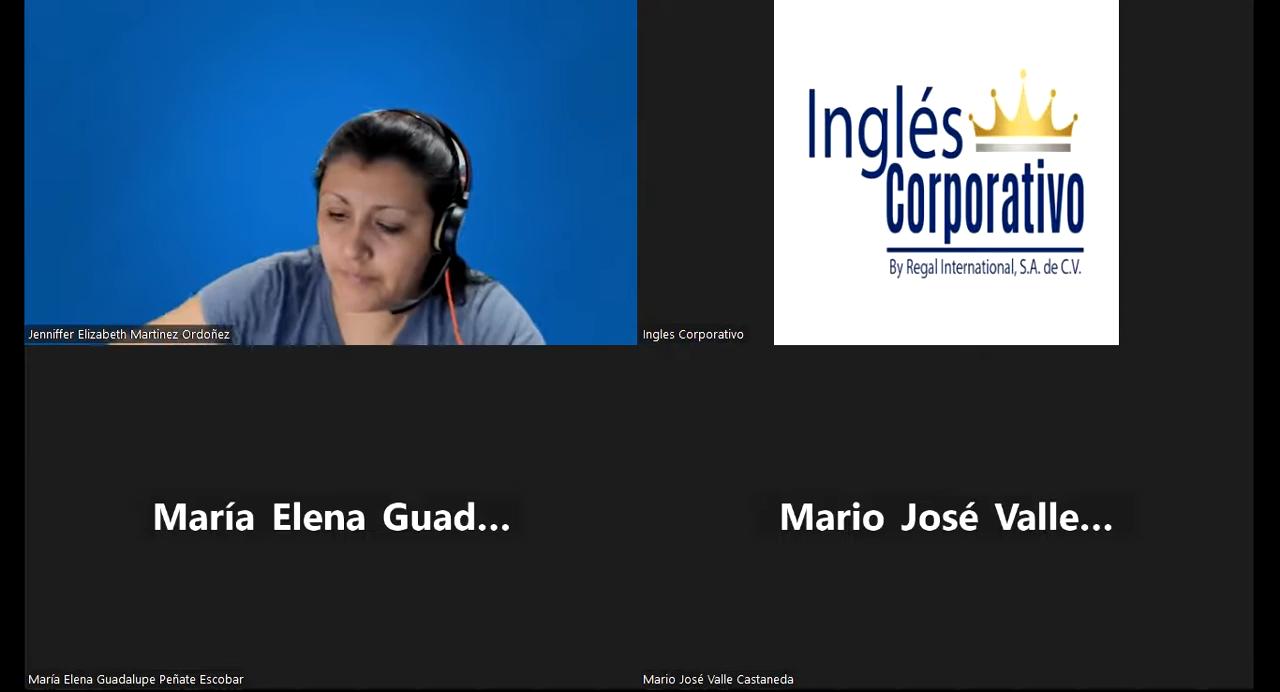 Inglés
Corporativo
By Regal International, S.A. de C.V.
Jenniffer Elizabeth Martinez Ordoñez
Ingles Corporativo
María Elena Guad...
Mario José Valle...
María Elena Guadalupe Peñate Escobar
Mario José Valle Castaneda